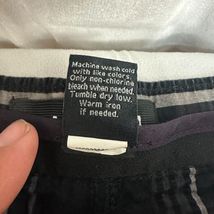 Machine wash cold
with like colors.
Only non-chlorine
bleach when needed.
Tumble dry low.
Warm iron
if needed.